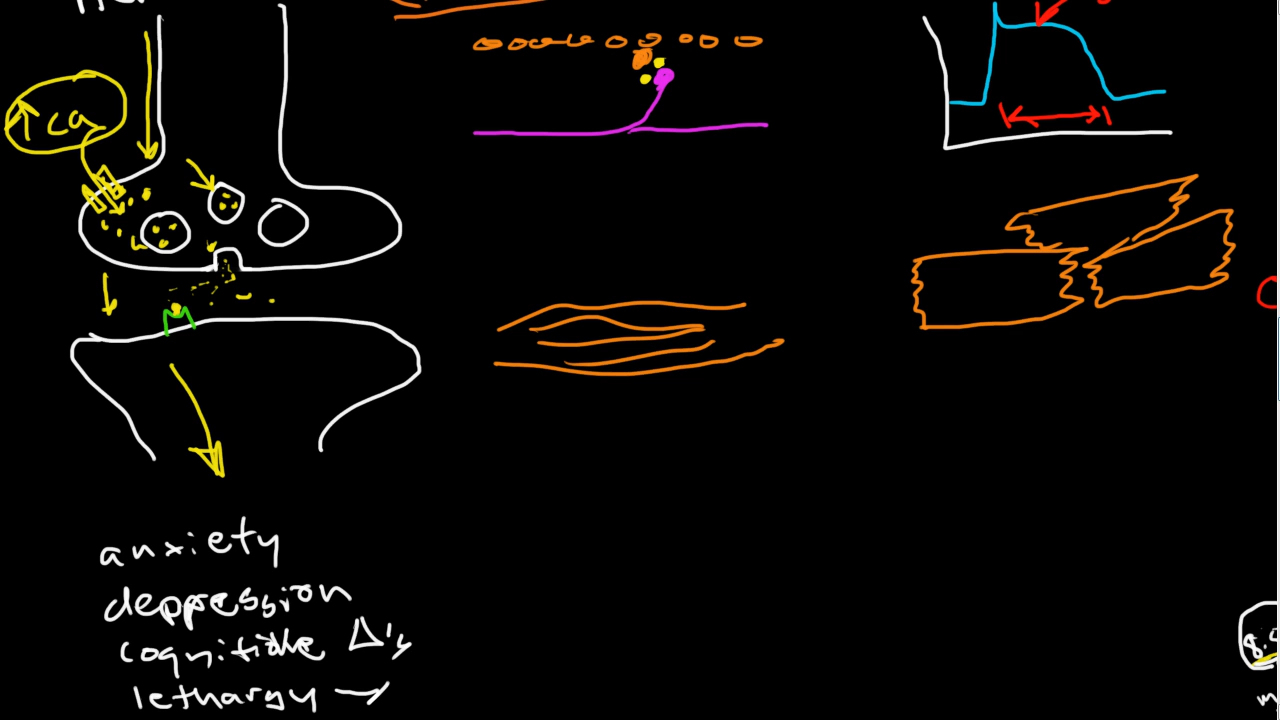 ↑ Ca
anxiety
depression
cognitive Δ's
lethargy →